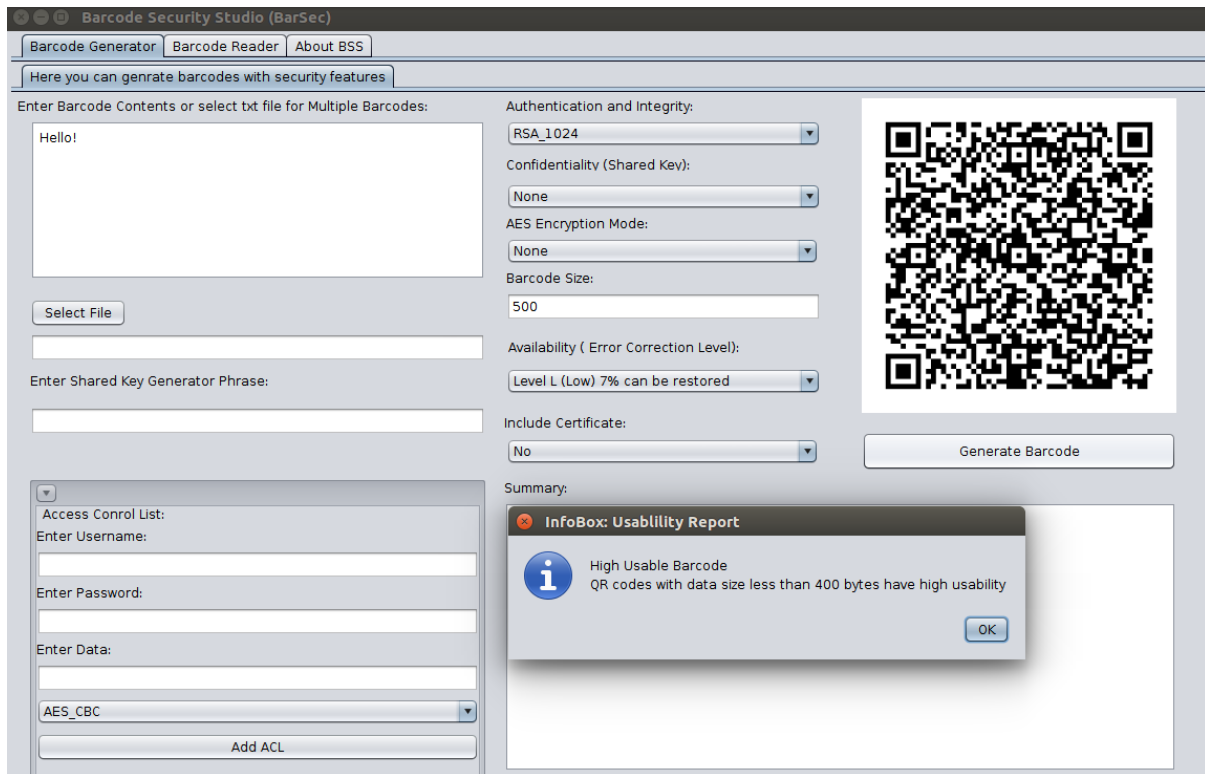 Barcode Security Studio (BarSec)
Barcode Generator Barcode Reader About BSS
Here you can genrate barcodes with security features
Enter Barcode Contents or select txt file for Multiple Barcodes:
Hello!
Select File
Enter Shared Key Generator Phrase:
Access Conrol List:
Enter Username:
Enter Password:
Enter Data:
AES_CBC
Add ACL
Authentication and Integrity:
RSA_1024
Confidentiality (Shared Key):
None
AES Encryption Mode:
None
Barcode Size:
500
Availability ( Error Correction Level):
Level L (Low) 7% can be restored
Include Certificate:
No
Generate Barcode
Summary:
InfoBox: Usablility Report
High Usable Barcode
QR codes with data size less than 400 bytes have high usability
OK